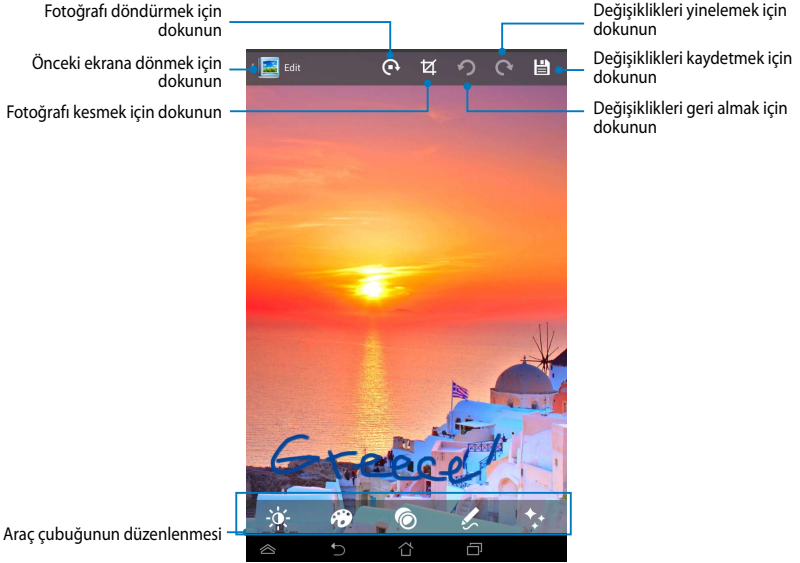 Fotoğrafı döndürmek için
dokunun
Önceki ekrana dönmek için
dokunun
Fotoğrafı kesmek için dokunun
Değişiklikleri yinelemek için
dokunun
Değişiklikleri kaydetmek için
dokunun
Değişiklikleri geri almak için
dokunun
Edit
Greece!
Araç çubuğunun düzenlenmesi